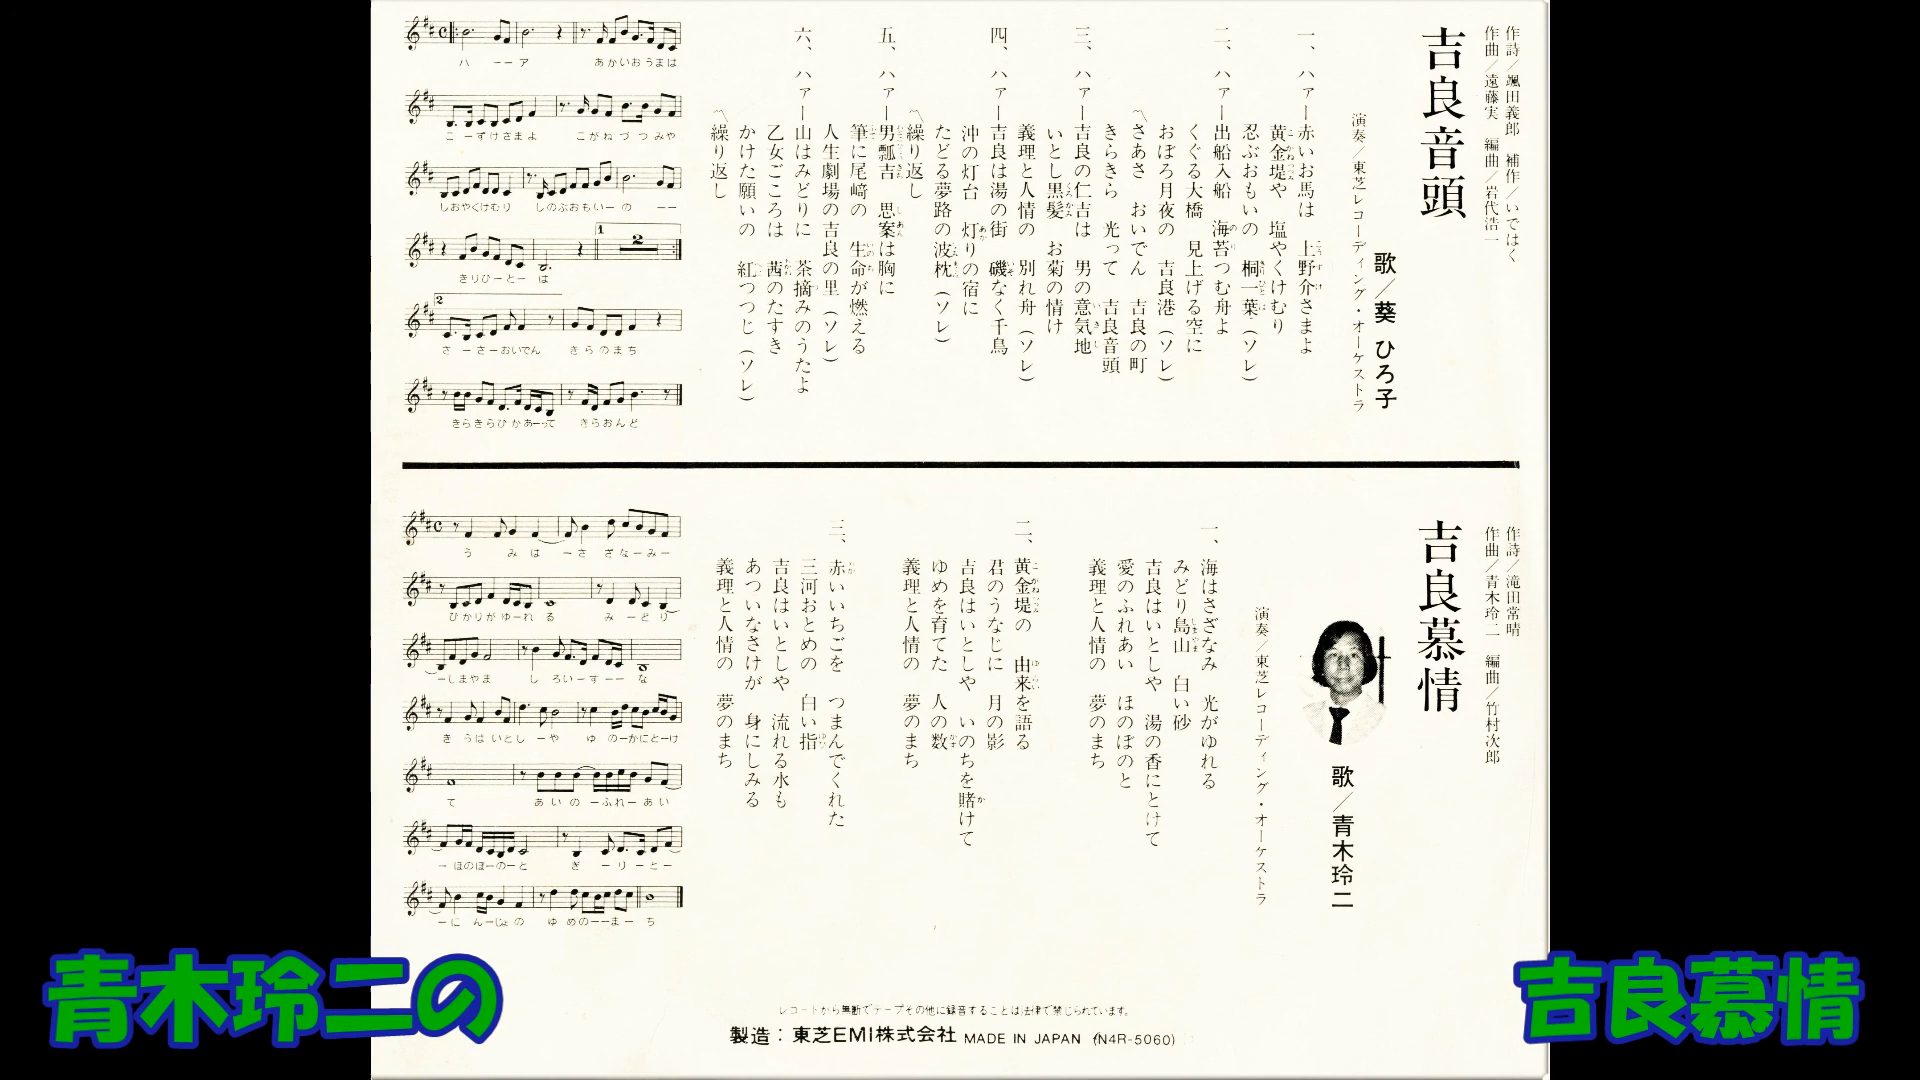 作詩／颯田義郎　補作／いではく
作曲／遠藤実　編曲／岩代浩一
吉良音頭
歌／葵 ひろ子
演奏／東芝レコーディング・オーケストラ
一、ハアー赤いお馬は　上野介さまよ
黄金堤や　塩やくけむり
忍ぶおもいの　桐一葉（ソレ）
二、ハアー出船入船　海苔つむ舟よ
くぐる大橋　見上げる空に
おぼろ月夜の　吉良港（ソレ）
〽さあさ　おいでん　吉良の町
きらきら　光って　吉良音頭
三、ハアー吉良の仁吉は　男の意気地
いとし黒髪　お菊の情け
義理と人情の　別れ舟（ソレ）
四、ハアー吉良は湯の街　磯なく千鳥
沖の灯台　灯りの宿に
たどる夢路の　波枕（ソレ）
〽繰り返し
五、ハアー男瓢吉　思案は胸に
筆に尾﨑の　生命が燃える
人生劇場の　吉良の里（ソレ）
六、ハアー山はみどりに　茶摘みのうたよ
乙女ごころは　茜のたすき
かけた願いの　紅つつじ（ソレ）
〽繰り返し
ハ ーーア あかいおうまは
こーずけさまよ こがねづつみや
しおやくけむり しのぶおもいーの ーー
1 2
きりひーとー は
2
さーさーおいでん きらのまち
きらきらひかあーって きらおんど
作詩／滝田常晴
作曲／青木玲二　編曲／竹村次郎
吉良慕情
歌／青木玲二
演奏／東芝レコーディング・オーケストラ
一、海はさざなみ　光がゆれる
みどり島山　白い砂
吉良はいとしや　湯の香にとけて
愛のふれあい　ほのぼのと
義理と人情の　夢のまち
二、黄金堤の　由来を語る
君のうなじに　月の影
吉良はいとしや　いのちを賭けて
ゆめを育てた　人の数
義理と人情の　夢のまち
三、赤いいちごを　つまんでくれた
三河おとめの　白い指
吉良はいとしや　流れる水も
あついなさけが　身にしみる
義理と人情の　夢のまち
う みは ーさ ざなーみー
ひかりが ゆーれ る みーどり
ーしまやま しろいーすーー な
きらはいとしーや ゆ のーかにとーけ
て あいの ーふれー あい
ー ほのぼーのーと ぎ ーりーとー
ーに んーじょの ゆ めのーーまー ち
レコードから無断でテープその他に録音することは法律で禁じられています。
製造：東芝EMI株式会社 MADE IN JAPAN (N4R-5060)
青木玲二の
吉良慕情